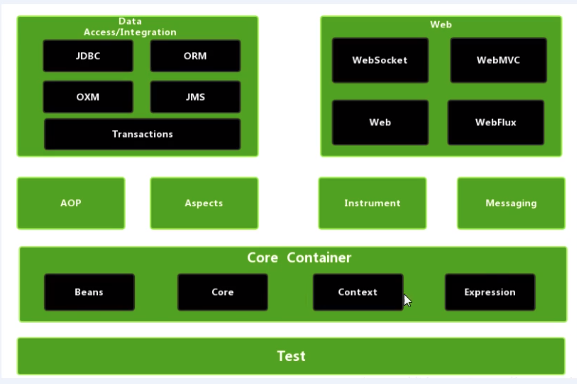 Data
Access/Integration
JDBC
ORM
OXM
JMS
Transactions
Web
WebSocket
WebMVC
Web
WebFlux
AOP
Aspects
Instrument
Messaging
Core Container
Beans
Core
Context
Expression
Test